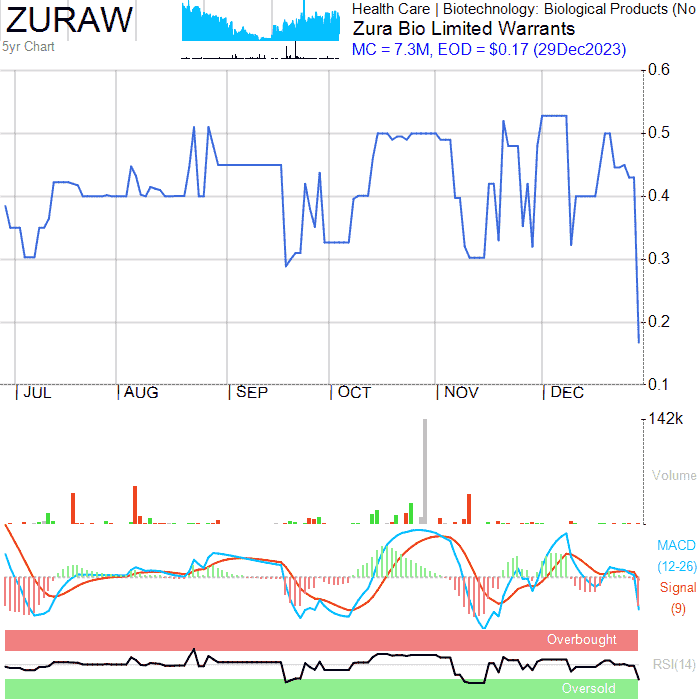 ZURAW
5yr Chart
Health Care | Biotechnology: Biological Products (No
Zura Bio Limited Warrants
MC = 7.3M, EOD = $0.17 (29Dec2023)
0.6
0.5
0.4
0.3
0.2
0.1
| JUL | AUG | SEP | OCT | NOV | DEC
142k
Volume
MACD
(12-26)
Signal
(9)
Overbought
RSI(14)
Oversold